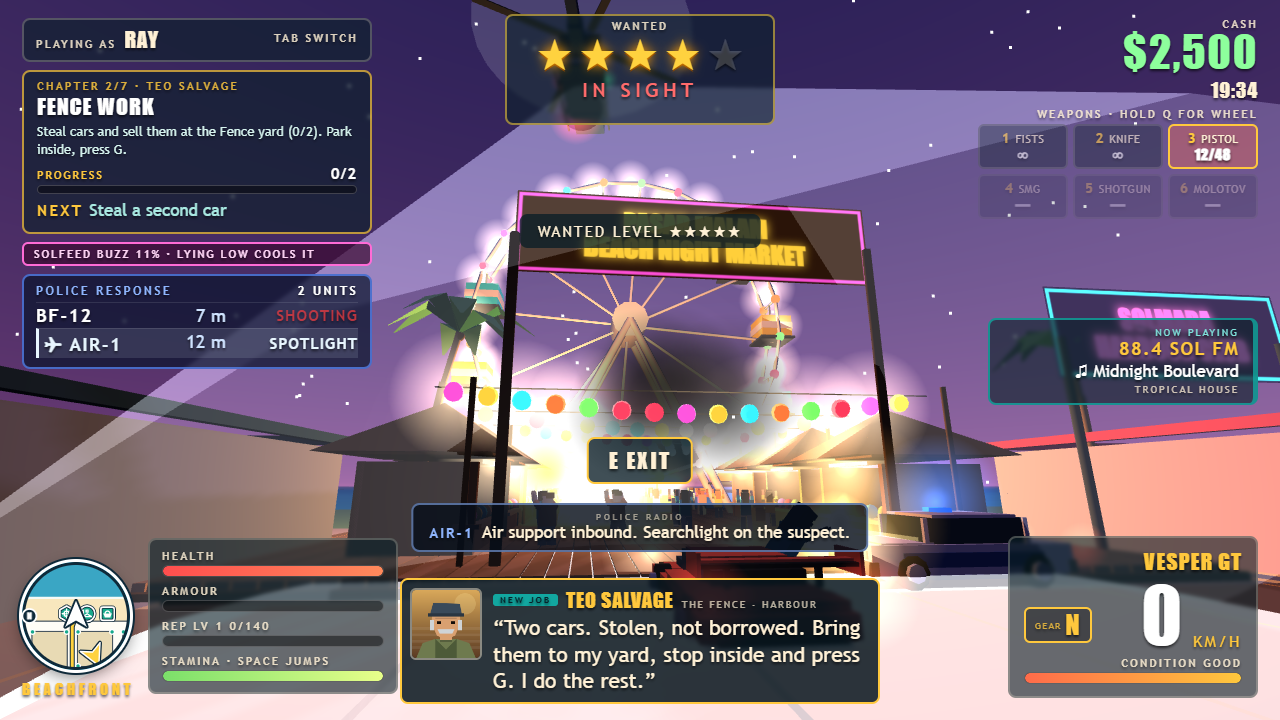 PLAYING AS RAY TAB SWITCH
CHAPTER 2/7 · TEO SALVAGE
FENCE WORK
Steal cars and sell them at the Fence yard (0/2). Park
inside, press G.
PROGRESS 0/2
NEXT Steal a second car
SOLFEED BUZZ 11% · LYING LOW COOLS IT
POLICE RESPONSE 2 UNITS
BF-12 7 m SHOOTING
AIR-1 12 m SPOTLIGHT
WANTED
IN SIGHT
WANTED LEVEL ★★★★★
BEACH NIGHT MARKET
CASH
$2,500
19:34
WEAPONS · HOLD Q FOR WHEEL
1 FISTS ∞
2 KNIFE ∞
3 PISTOL 12/48
4 SMG —
5 SHOTGUN —
6 MOLOTOV —
NOW PLAYING
88.4 SOL FM
♫ Midnight Boulevard
TROPICAL HOUSE
E EXIT
POLICE RADIO
AIR-1 Air support inbound. Searchlight on the suspect.
NEW JOB TEO SALVAGE THE FENCE · HARBOUR
“Two cars. Stolen, not borrowed. Bring
them to my yard, stop inside and press
G. I do the rest.”
HEALTH
ARMOUR
REP LV 1 0/140
STAMINA · SPACE JUMPS
BEACHFRONT
VESPER GT
GEAR N
0 KM/H
CONDITION GOOD